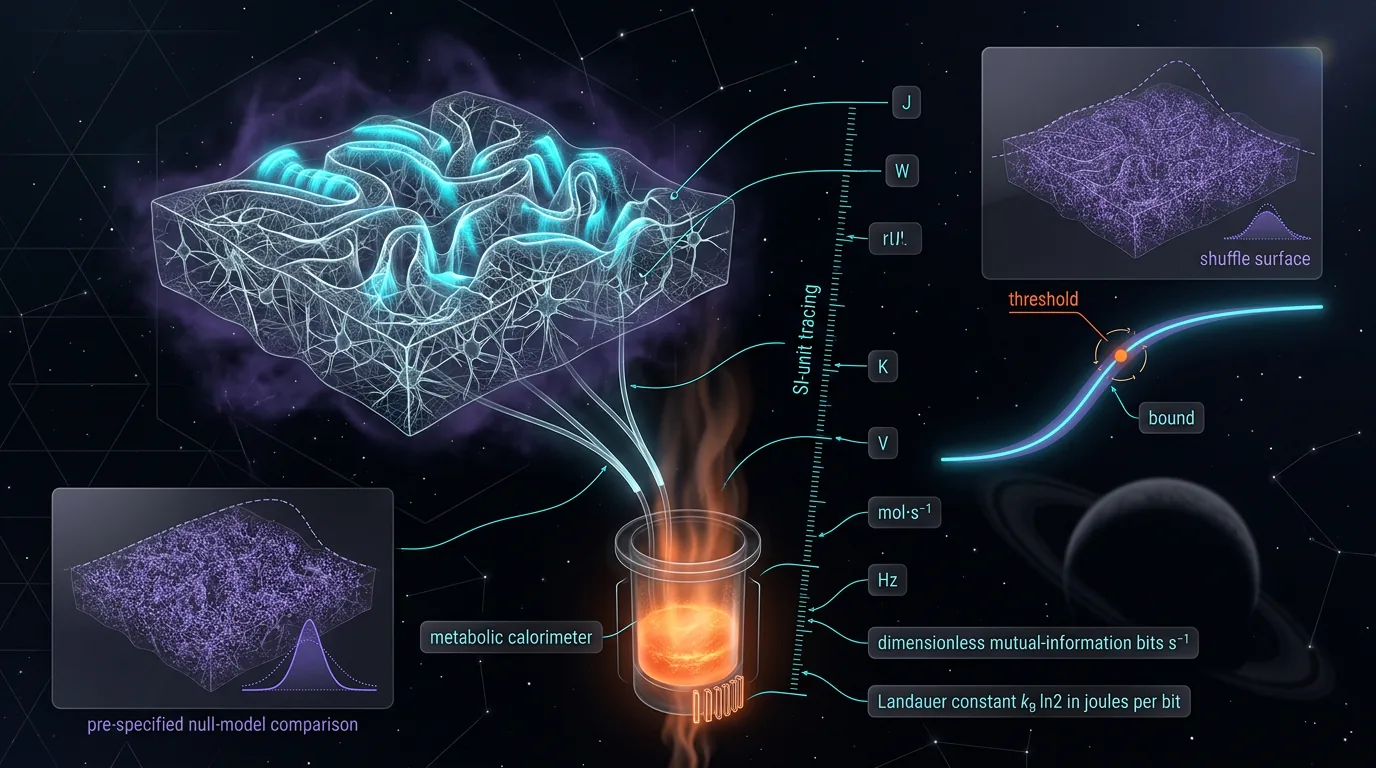 J
W
K
SI-unit tracing
V
mol·s⁻¹
Hz
dimensionless mutual-information bits s⁻¹
Landauer constant k_B ln2 in joules per bit
shuffle surface
threshold
bound
metabolic calorimeter
pre-specified null-model comparison